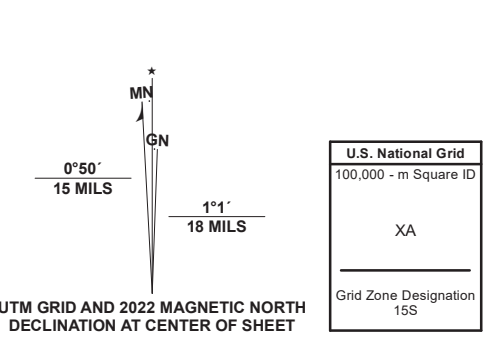 MN
GN
0°50´
15 MILS
1°1´
18 MILS
UTM GRID AND 2022 MAGNETIC NORTH
DECLINATION AT CENTER OF SHEET
U.S. National Grid
100,000 - m Square ID
XA
Grid Zone Designation
15S